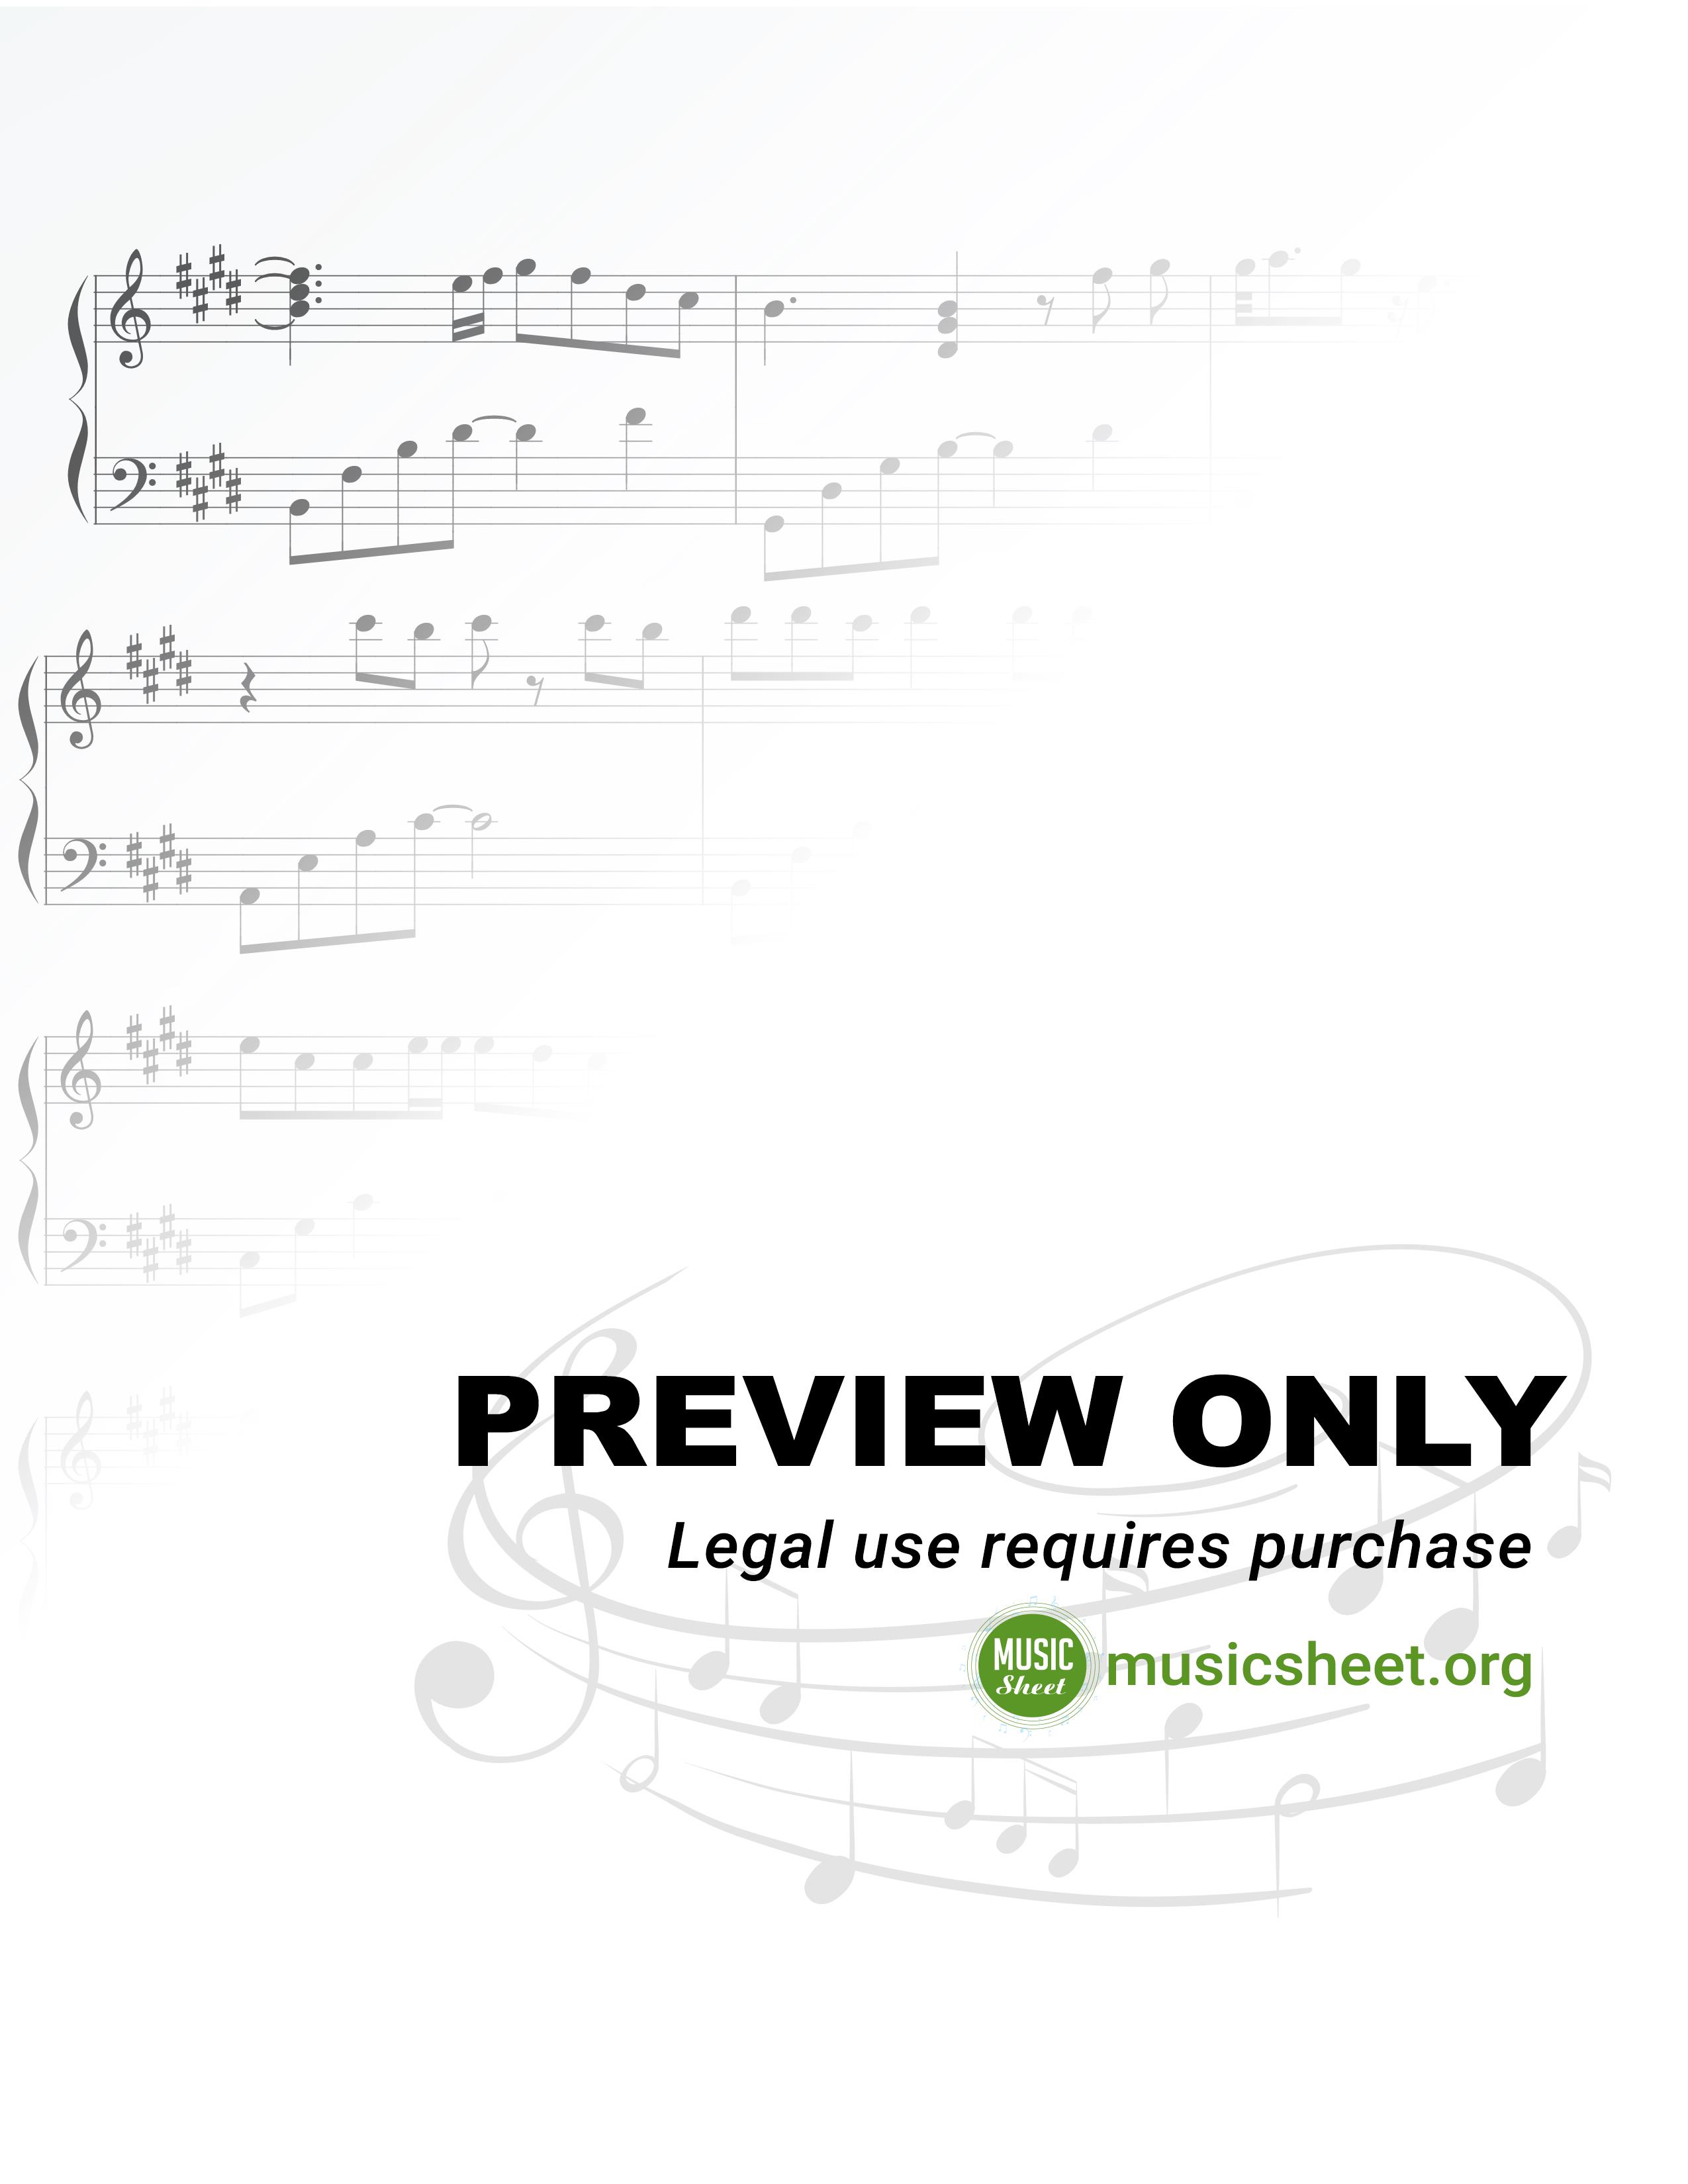 PREVIEW ONLY
Legal use requires purchase
MUSIC
Sheet
musicsheet.org